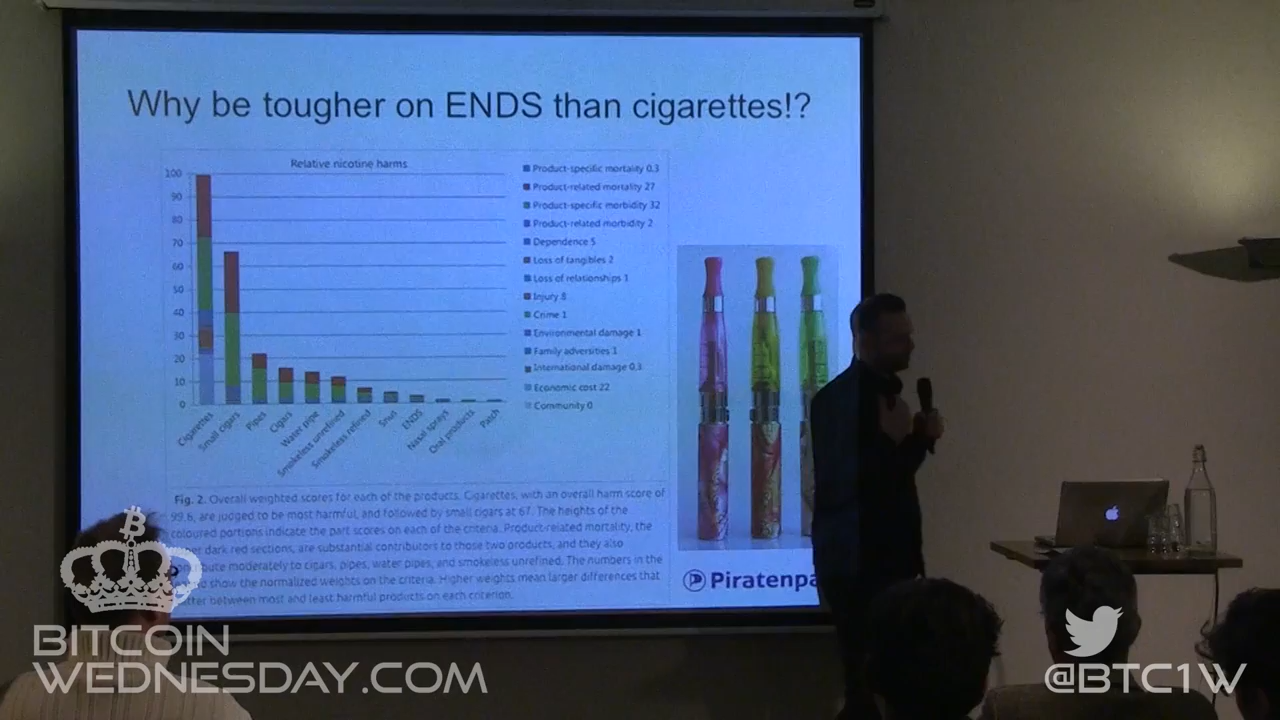 Why be tougher on ENDS than cigarettes!?
Relative nicotine harms
100
90
80
70
60
50
40
30
20
10
0
Cigarettes
Small cigars
Pipes
Cigars
Water pipe
Smokeless unrefined
Smokeless refined
Snus
ENDS
Nasal sprays
Oral products
Patch
Product-specific mortality 0.3
Product-related mortality 27
Product-specific morbidity 32
Product-related morbidity 2
Dependence 5
Loss of tangibles 2
Loss of relationships 1
Injury 8
Crime 1
Environmental damage 1
Family adversities 1
International damage 0.3
Economic cost 22
Community 0
Fig. 2. Overall weighted scores for each of the products. Cigarettes, with an overall harm score of
99.6, are judged to be most harmful, and followed by small cigars at 67. The heights of the
coloured portions indicate the part scores on each of the criteria. Product-related mortality, the
dark red sections, are substantial contributors to those two products, and they also
moderately to cigars, pipes, water pipes, and smokeless unrefined. The numbers in the
show the normalized weights on the criteria. Higher weights mean larger differences that
between most and least harmful products on each criterion.
Piratenpa
BITCOIN
WEDNESDAY.COM
@BTC1W